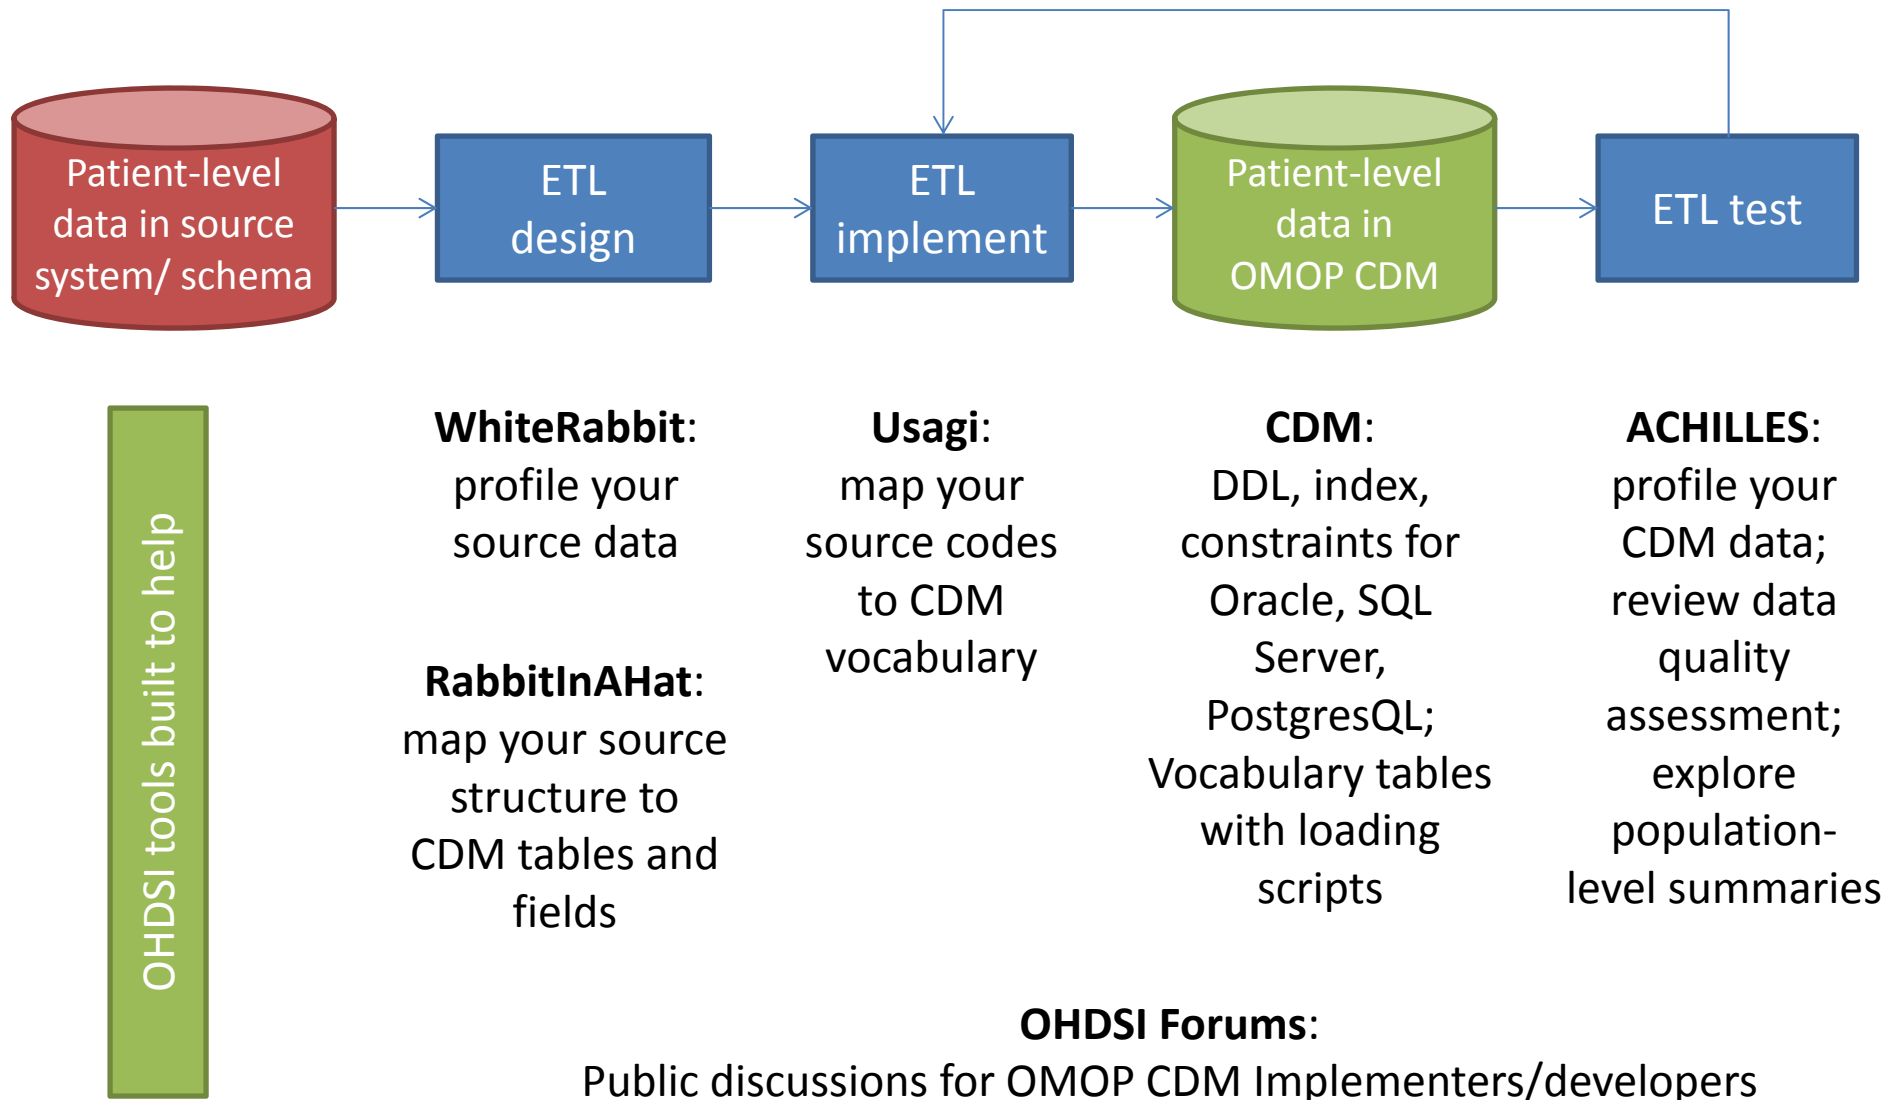 Patient-level
data in source
system/ schema
ETL
design
ETL
implement
Patient-level
data in
OMOP CDM
ETL test
OHDSI tools built to help
WhiteRabbit:
profile your
source data
RabbitInAHat:
map your source
structure to
CDM tables and
fields
Usagi:
map your
source codes
to CDM
vocabulary
CDM:
DDL, index,
constraints for
Oracle, SQL
Server,
PostgresQL;
Vocabulary tables
with loading
scripts
ACHILLES:
profile your
CDM data;
review data
quality
assessment;
explore
population-
level summaries
OHDSI Forums:
Public discussions for OMOP CDM Implementers/developers